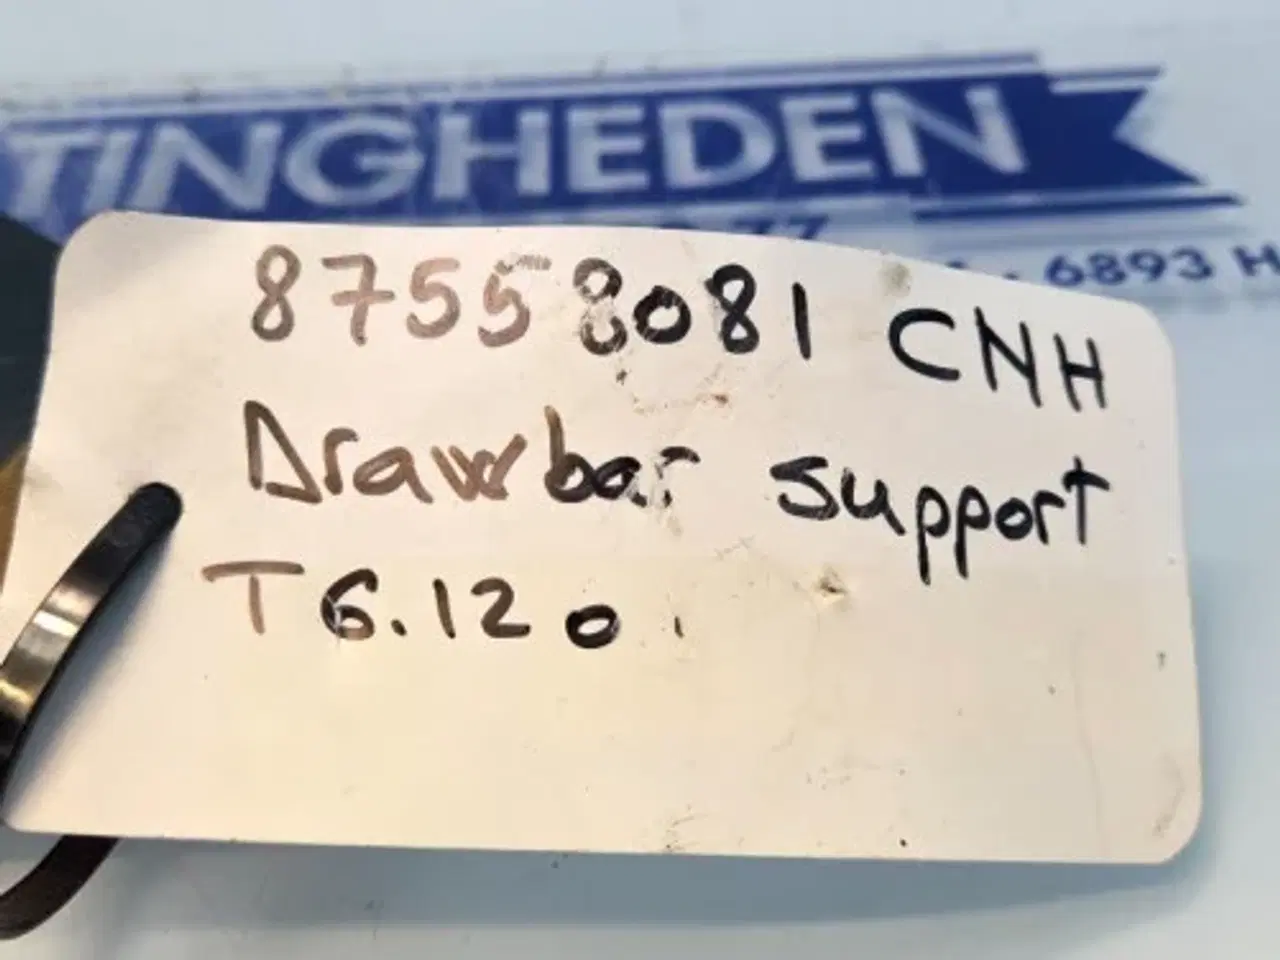 TINGHEDEN
6893 H
87558081 CNH
Drawbar support
T6.120